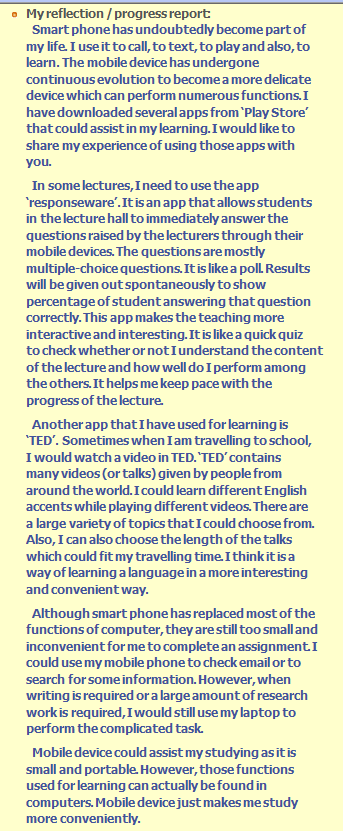 My reflection / progress report:
Smart phone has undoubtedly become part of
my life. I use it to call, to text, to play and also, to
learn. The mobile device has undergone
continuous evolution to become a more delicate
device which can perform numerous functions. I
have downloaded several apps from ‘Play Store’
that could assist in my learning. I would like to
share my experience of using those apps with
you.
In some lectures, I need to use the app
‘responseware’. It is an app that allows students
in the lecture hall to immediately answer the
questions raised by the lecturers through their
mobile devices. The questions are mostly
multiple-choice questions. It is like a poll. Results
will be given out spontaneously to show
percentage of student answering that question
correctly. This app makes the teaching more
interactive and interesting. It is like a quick quiz
to check whether or not I understand the content
of the lecture and how well do I perform among
the others. It helps me keep pace with the
progress of the lecture.
Another app that I have used for learning is
‘TED’.  Sometimes when I am travelling to school,
I would watch a video in TED. ‘TED’ contains
many videos (or talks) given by people from
around the world. I could learn different English
accents while playing different videos. There are
a large variety of topics that I could choose from.
Also, I can also choose the length of the talks
which could fit my travelling time. I think it is a
way of learning a language in a more interesting
and convenient way.
Although smart phone has replaced most of the
functions of computer, they are still too small and
inconvenient for me to complete an assignment. I
could use my mobile phone to check email or to
search for some information. However, when
writing is required or a large amount of research
work is required, I would still use my laptop to
perform the complicated task.
Mobile device could assist my studying as it is
small and portable. However, those functions
used for learning can actually be found in
computers. Mobile device just makes me study
more conveniently.